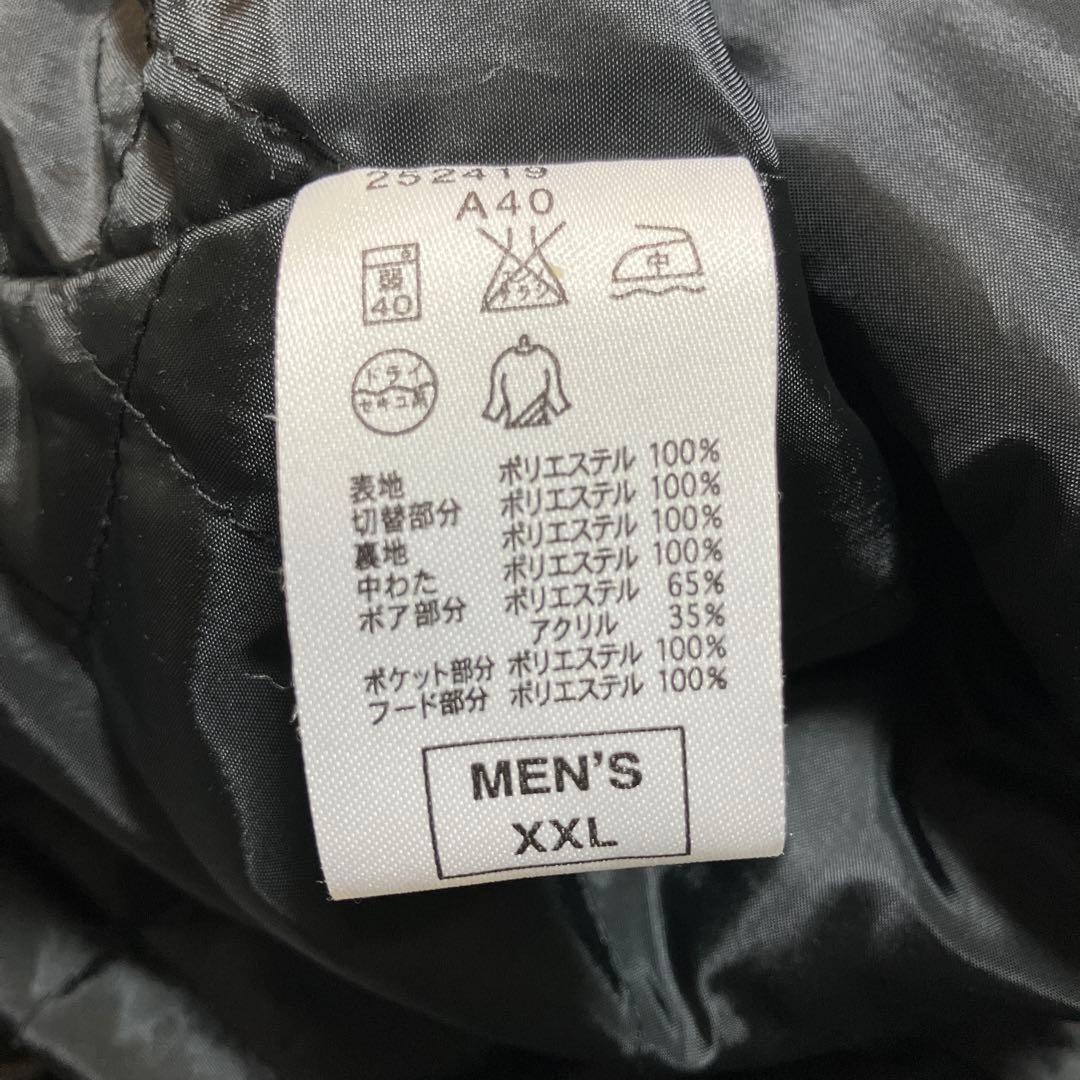 252419
A40
弱
40
中
ドライ
セキユ系
表地 ポリエステル 100%
切替部分 ポリエステル 100%
裏地 ポリエステル 100%
中わた ポリエステル 100%
ボア部分 ポリエステル 65%
アクリル 35%
ポケット部分 ポリエステル 100%
フード部分 ポリエステル 100%
MEN'S
XXL